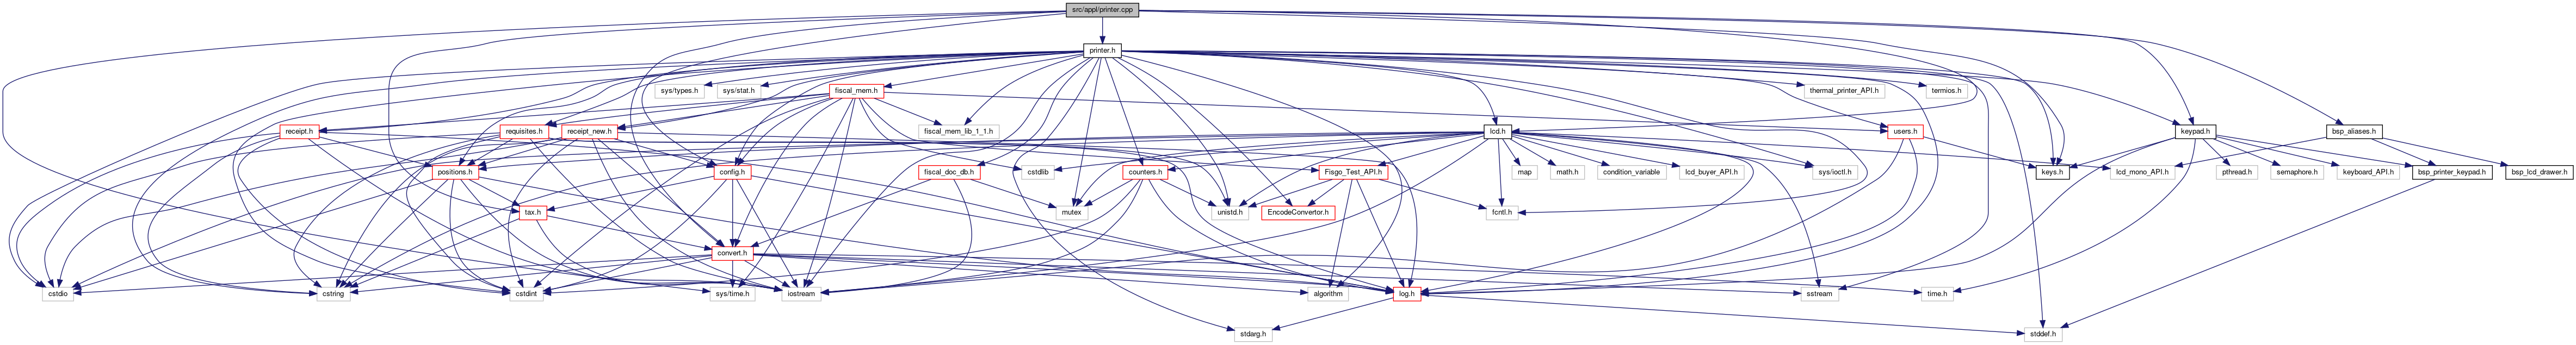 src/appl/printer.cpp
printer.h
sys/types.h
sys/stat.h
fiscal_mem.h
thermal_printer_API.h
termios.h
receipt.h
requisites.h
receipt_new.h
fiscal_mem_lib_1_1.h
lcd.h
users.h
keypad.h
bsp_aliases.h
positions.h
config.h
cstdlib
fiscal_doc_db.h
counters.h
Fisgo_Test_API.h
map
math.h
condition_variable
lcd_buyer_API.h
sys/ioctl.h
keys.h
lcd_mono_API.h
pthread.h
semaphore.h
keyboard_API.h
bsp_printer_keypad.h
bsp_lcd_drawer.h
tax.h
mutex
unistd.h
EncodeConvertor.h
fcntl.h
convert.h
cstdio
cstring
cstdint
sys/time.h
iostream
algorithm
log.h
sstream
time.h
stdarg.h
stddef.h